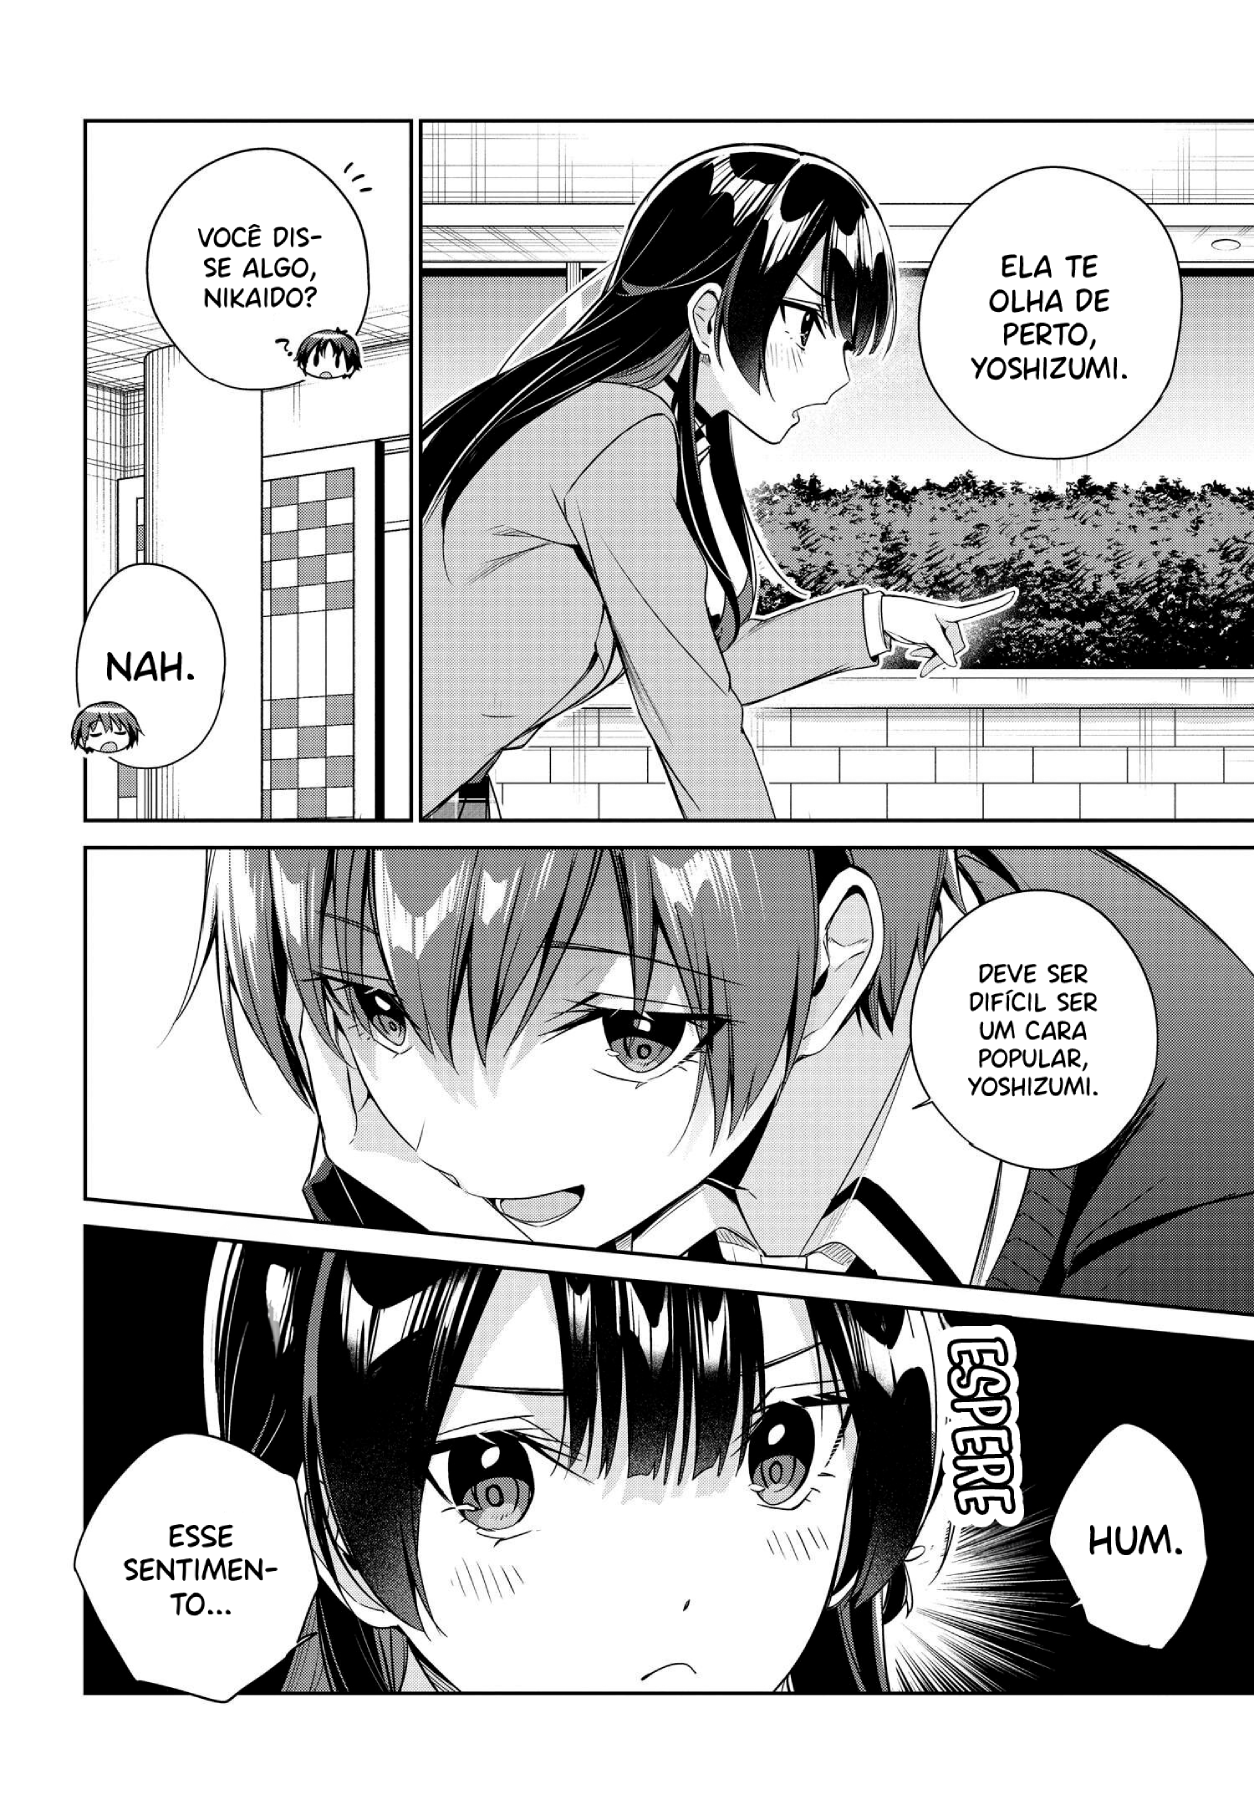 ELA TE
OLHA DE
PERTO,
YOSHIZUMI.
VOCÊ DIS-
SE ALGO,
NIKAIDO?
NAH.
DEVE SER
DIFÍCIL SER
UM CARA
POPULAR,
YOSHIZUMI.
HUM.
ESPERE
ESSE
SENTIMEN-
TO...